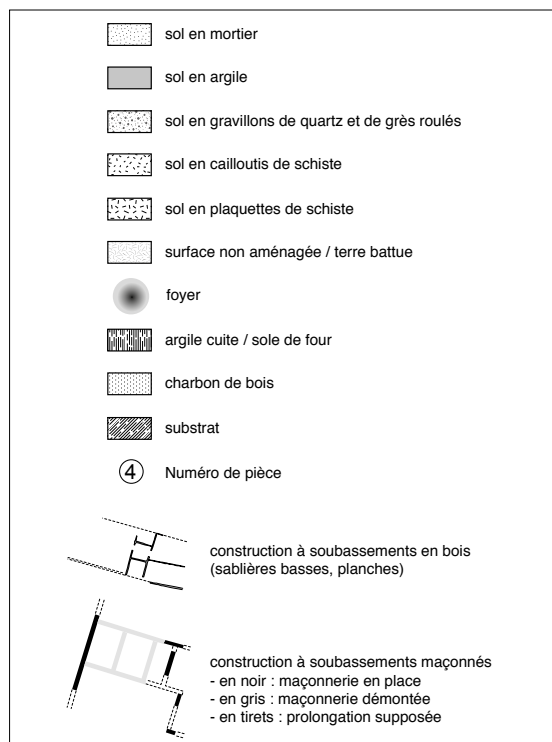 sol en mortier
sol en argile
sol en gravillons de quartz et de grès roulés
sol en cailloutis de schiste
sol en plaquettes de schiste
surface non aménagée / terre battue
foyer
argile cuite / sole de four
charbon de bois
substrat
4 Numéro de pièce
construction à soubassements en bois
(sablières basses, planches)
construction à soubassements maçonnés
- en noir : maçonnerie en place
- en gris : maçonnerie démontée
- en tirets : prolongation supposée